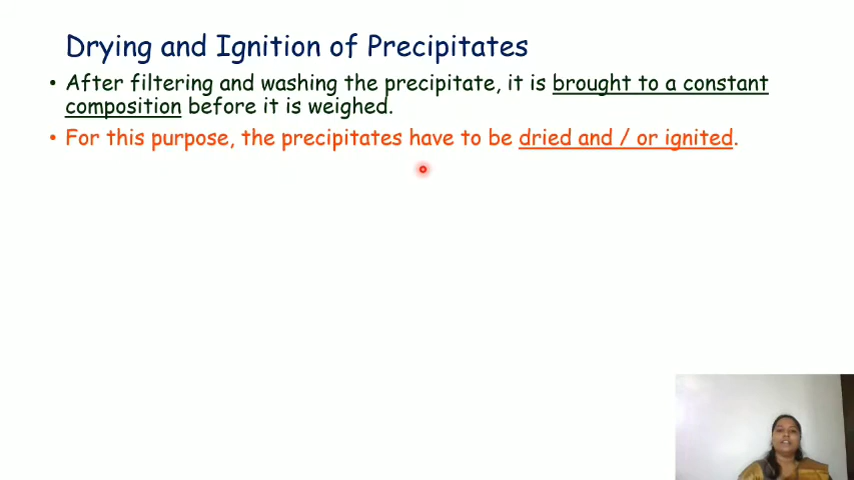 Drying and Ignition of Precipitates
• After filtering and washing the precipitate, it is brought to a constant
composition before it is weighed.
• For this purpose, the precipitates have to be dried and / or ignited.